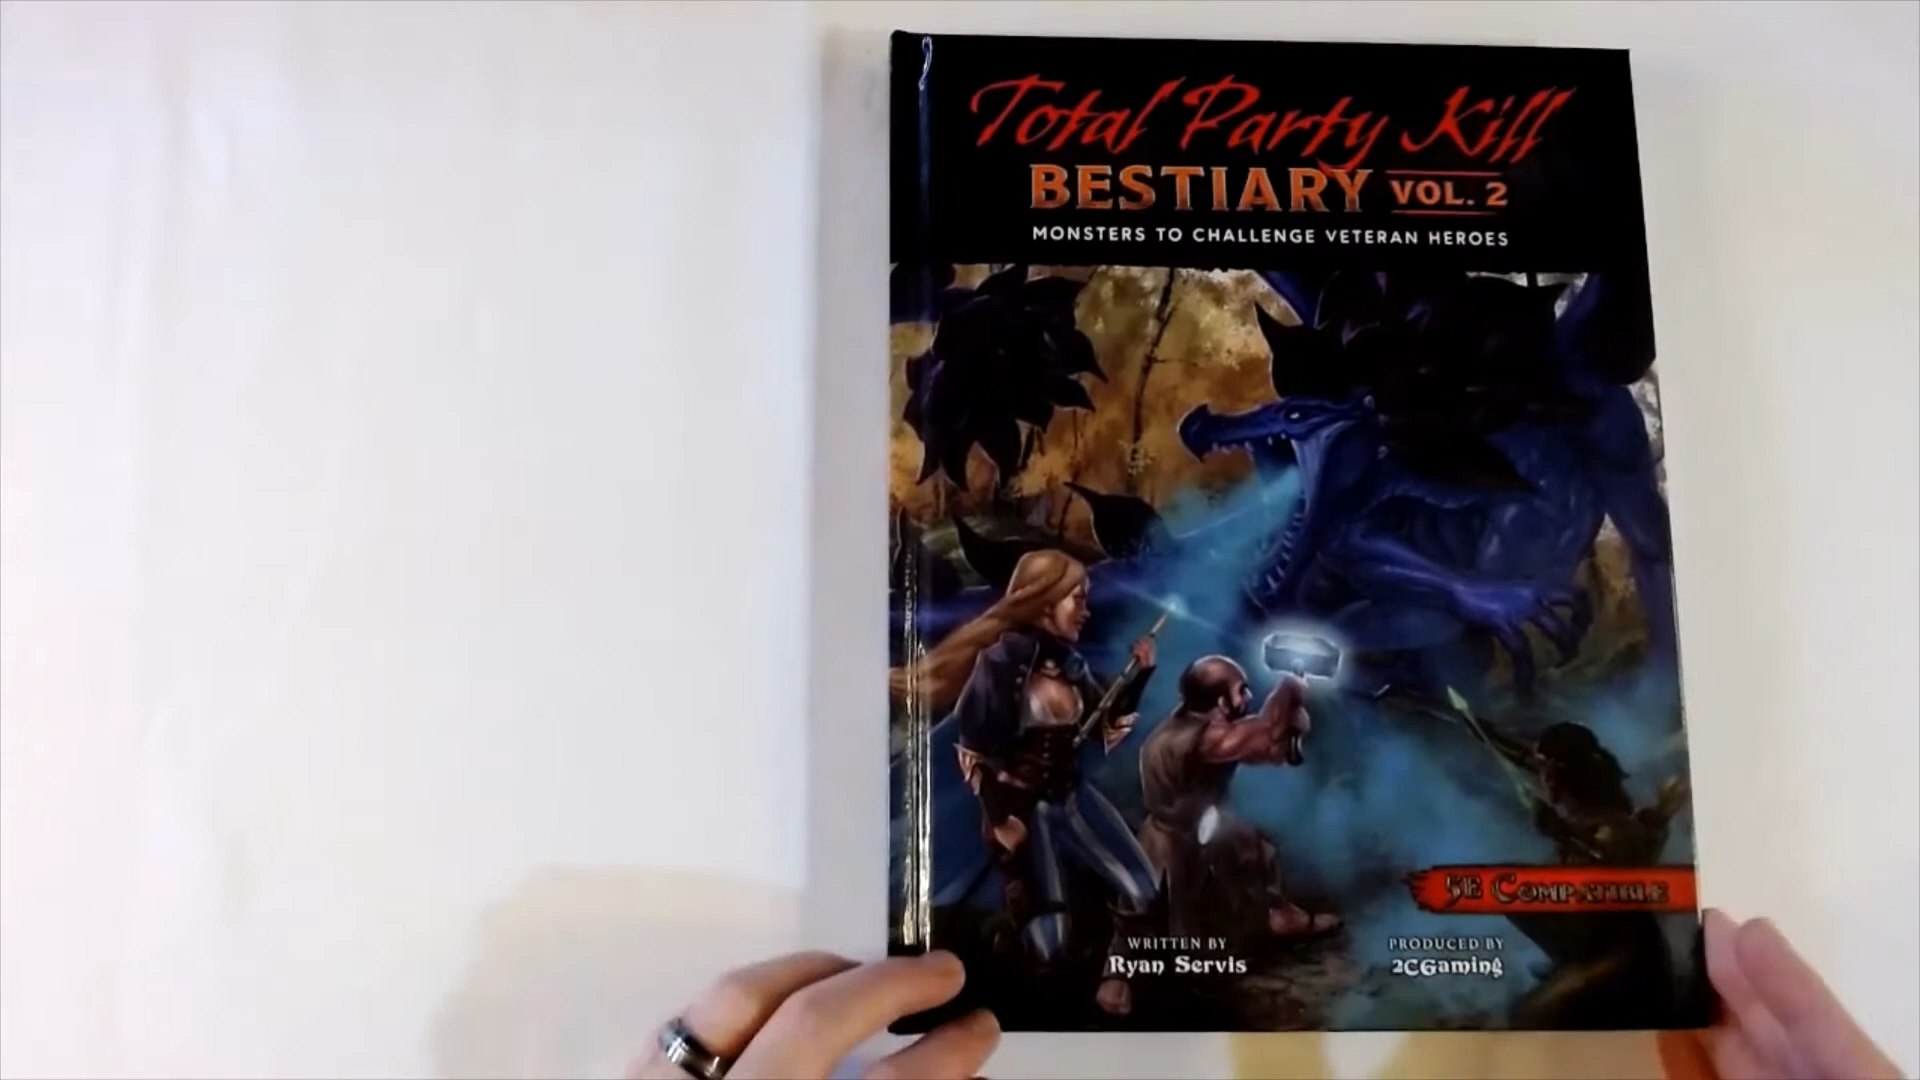 Total Party Kill
BESTIARY VOL. 2
MONSTERS TO CHALLENGE VETERAN HEROES
5E COMPATIBLE
WRITTEN BY
Ryan Servis
PRODUCED BY
2CGaming